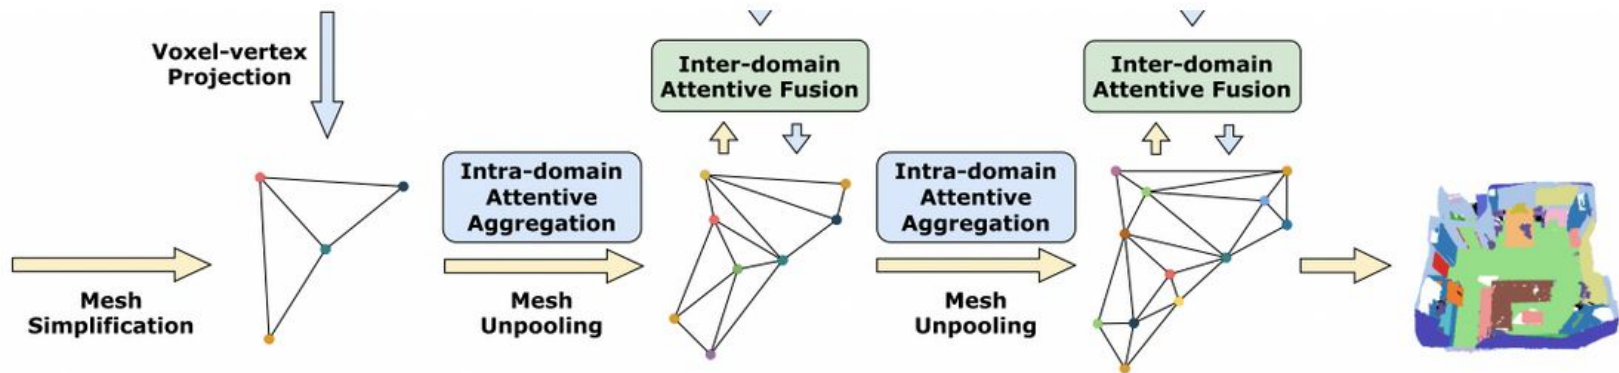 Voxel-vertex
Projection
Mesh
Simplification
Intra-domain
Attentive
Aggregation
Mesh
Unpooling
Inter-domain
Attentive Fusion
Intra-domain
Attentive
Aggregation
Mesh
Unpooling
Inter-domain
Attentive Fusion